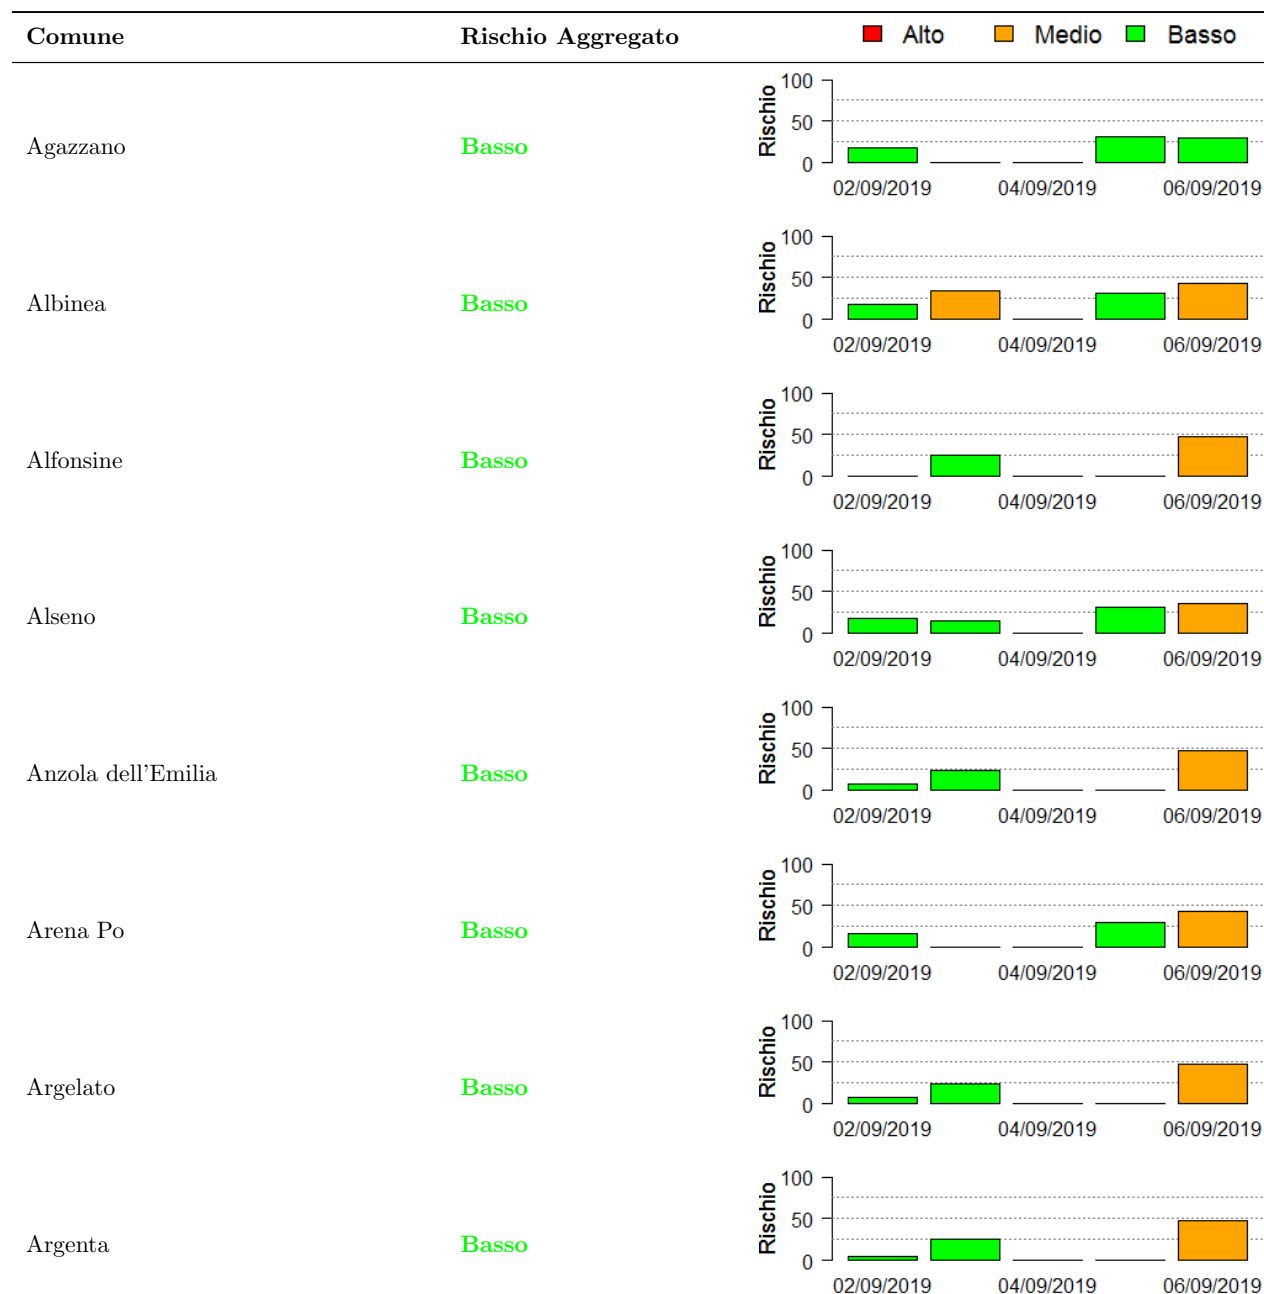 Comune Rischio Aggregato Alto Medio Basso
100
50
0
Rischio
Agazzano Basso
02/09/2019 04/09/2019 06/09/2019
100
50
0
Rischio
Albinea Basso
02/09/2019 04/09/2019 06/09/2019
100
50
0
Rischio
Alfonsine Basso
02/09/2019 04/09/2019 06/09/2019
100
50
0
Rischio
Alseno Basso
02/09/2019 04/09/2019 06/09/2019
100
50
0
Rischio
Anzola dell'Emilia Basso
02/09/2019 04/09/2019 06/09/2019
100
50
0
Rischio
Arena Po Basso
02/09/2019 04/09/2019 06/09/2019
100
50
0
Rischio
Argelato Basso
02/09/2019 04/09/2019 06/09/2019
100
50
0
Rischio
Argenta Basso
02/09/2019 04/09/2019 06/09/2019